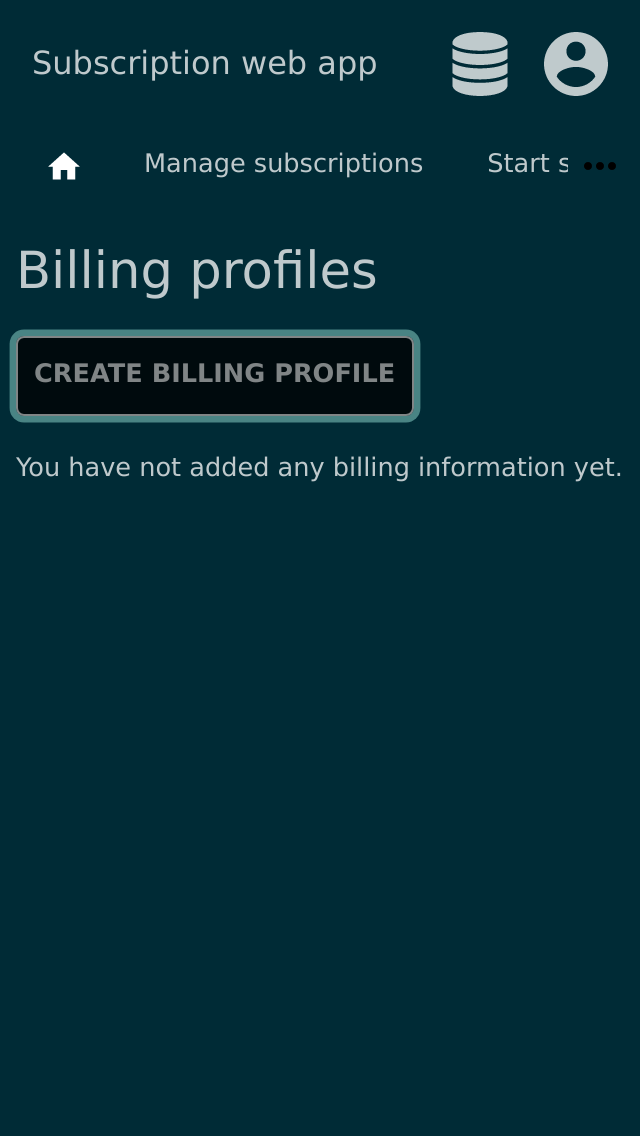 Subscription web app
Manage subscriptions Start s
Billing profiles
CREATE BILLING PROFILE
You have not added any billing information yet.